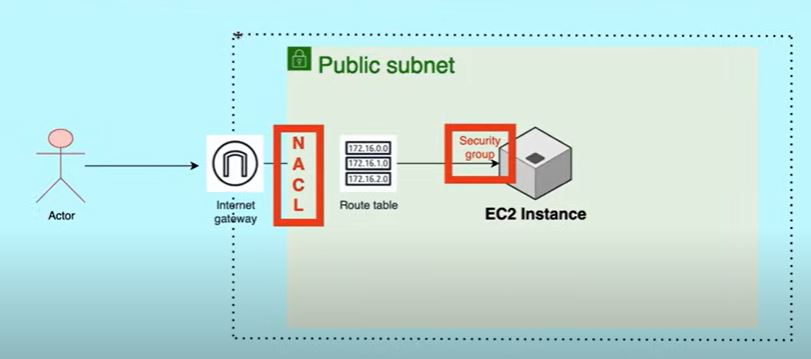 Public subnet
Actor
Internet
gateway
N
A
C
L
172.16.0.0
172.16.1.0
172.16.2.0
Route table
Security
group
EC2 Instance